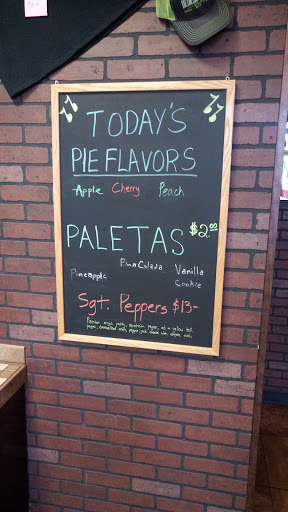 TODAY'S
PIE FLAVORS
Apple Cherry Peach
PALETAS $2.00
Pineapple Pina Colada Vanilla
Cookie
Sgt. Peppers $13-